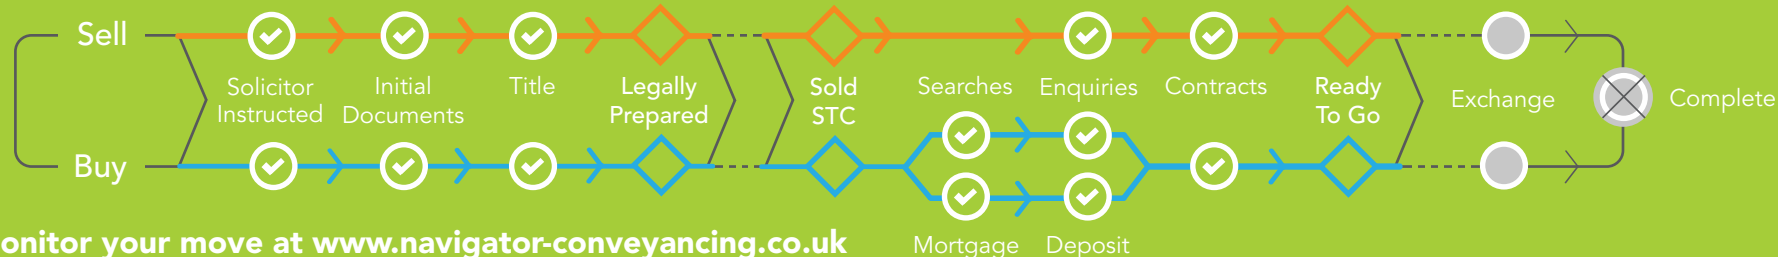 Sell
Solicitor
Instructed
Initial
Documents
Title
Legally
Prepared
Sold
STC
Searches
Enquiries
Contracts
Ready
To Go
Exchange
Complete
Buy
Mortgage
Deposit
onitor your move at www.navigator-conveyancing.co.uk